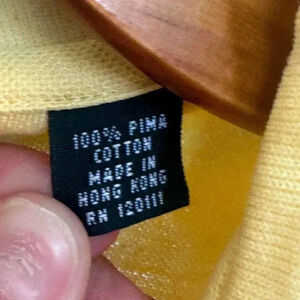 100% PIMA
COTTON
MADE IN
HONG KONG
RN 120111